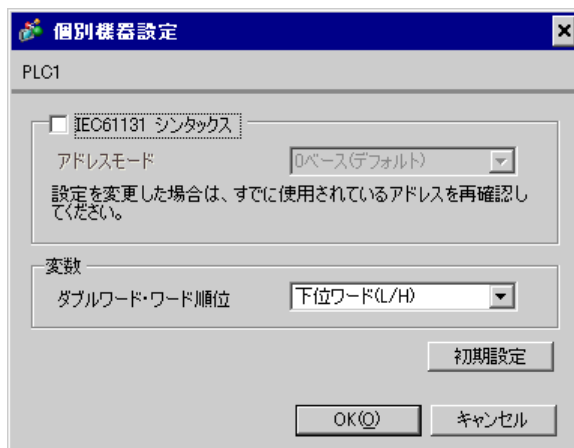 個別機器設定
PLC1
IEC61131 シンタックス
アドレスモード 0ベース(デフォルト)
設定を変更した場合は、すでに使用されているアドレスを再確認し
てください。
変数
ダブルワード・ワード順位 下位ワード(L/H)
初期設定
OK(O) キャンセル